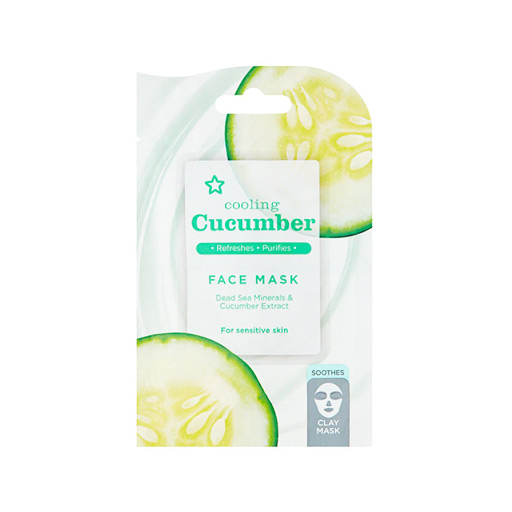 cooling
Cucumber
• Refreshes • Purifies •
FACE MASK
Dead Sea Minerals &
Cucumber Extract
For sensitive skin
SOOTHES
CLAY
MASK